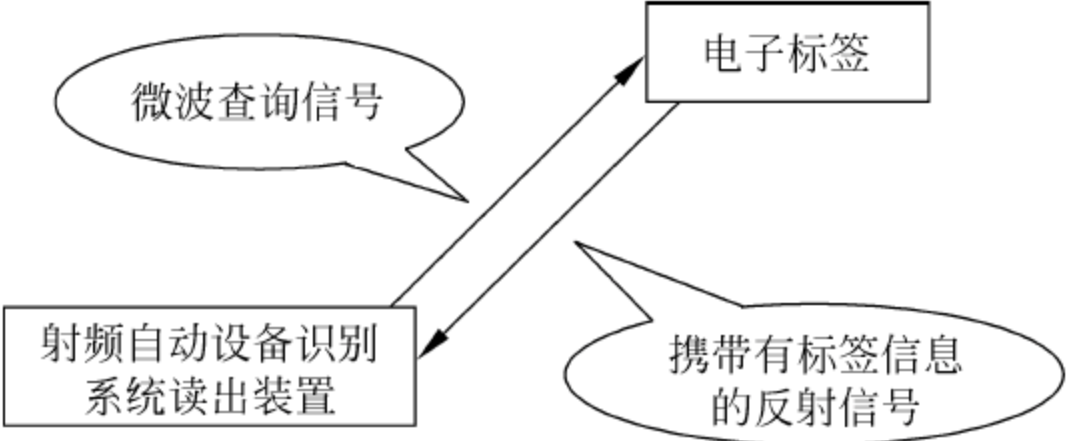 电子标签
微波查询信号
射频自动设备识别
系统读出装置
携带有标签信息
的反射信号